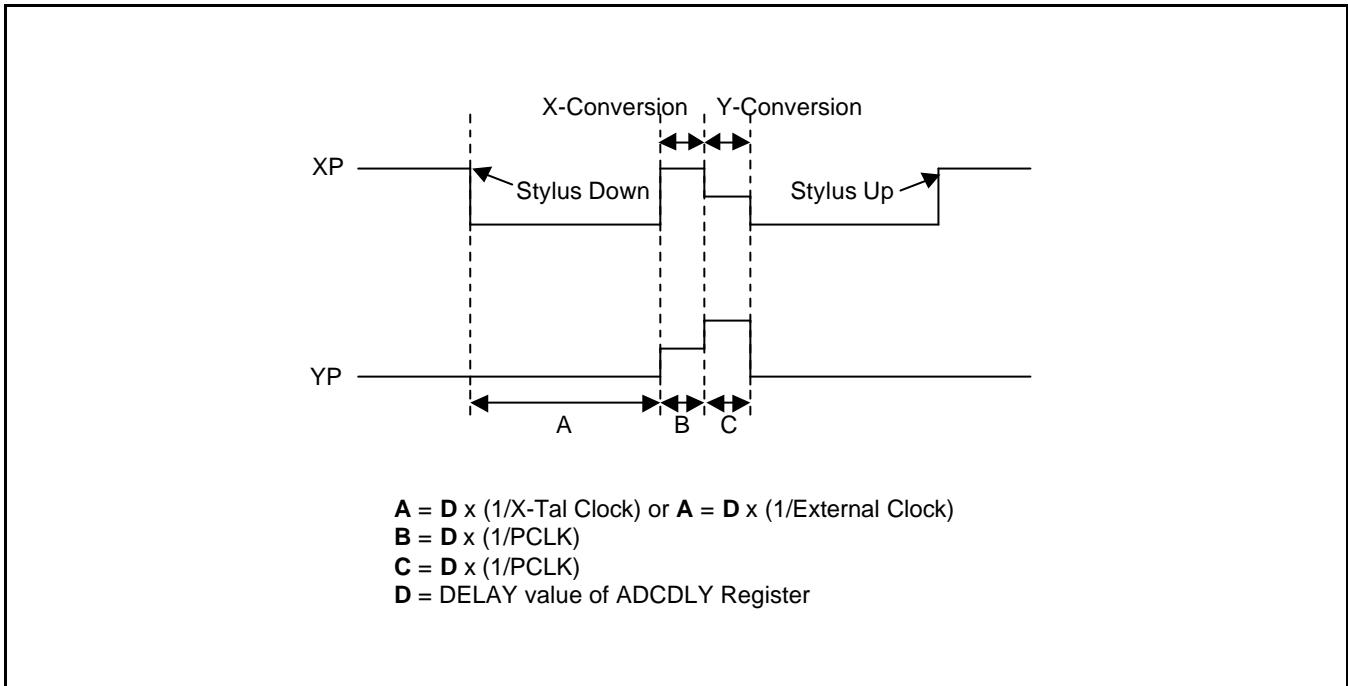 X-Conversion Y-Conversion
XP
Stylus Down
Stylus Up
YP
A
B
C
A = D x (1/X-Tal Clock) or A = D x (1/External Clock)
B = D x (1/PCLK)
C = D x (1/PCLK)
D = DELAY value of ADCDLY Register